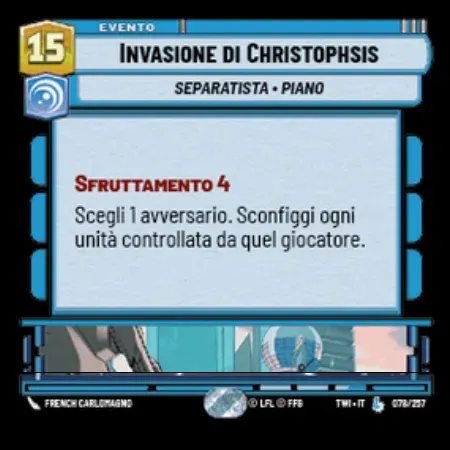 EVENTO
15
INVASIONE DI CHRISTOPHSIS
SEPARATISTA • PIANO
SFRUTTAMENTO 4
Scegli 1 avversario. Sconfiggi ogni
unità controllata da quel giocatore.
FRENCH CARLOMAGNO
© LFL © FFG
TWI • IT
078/257